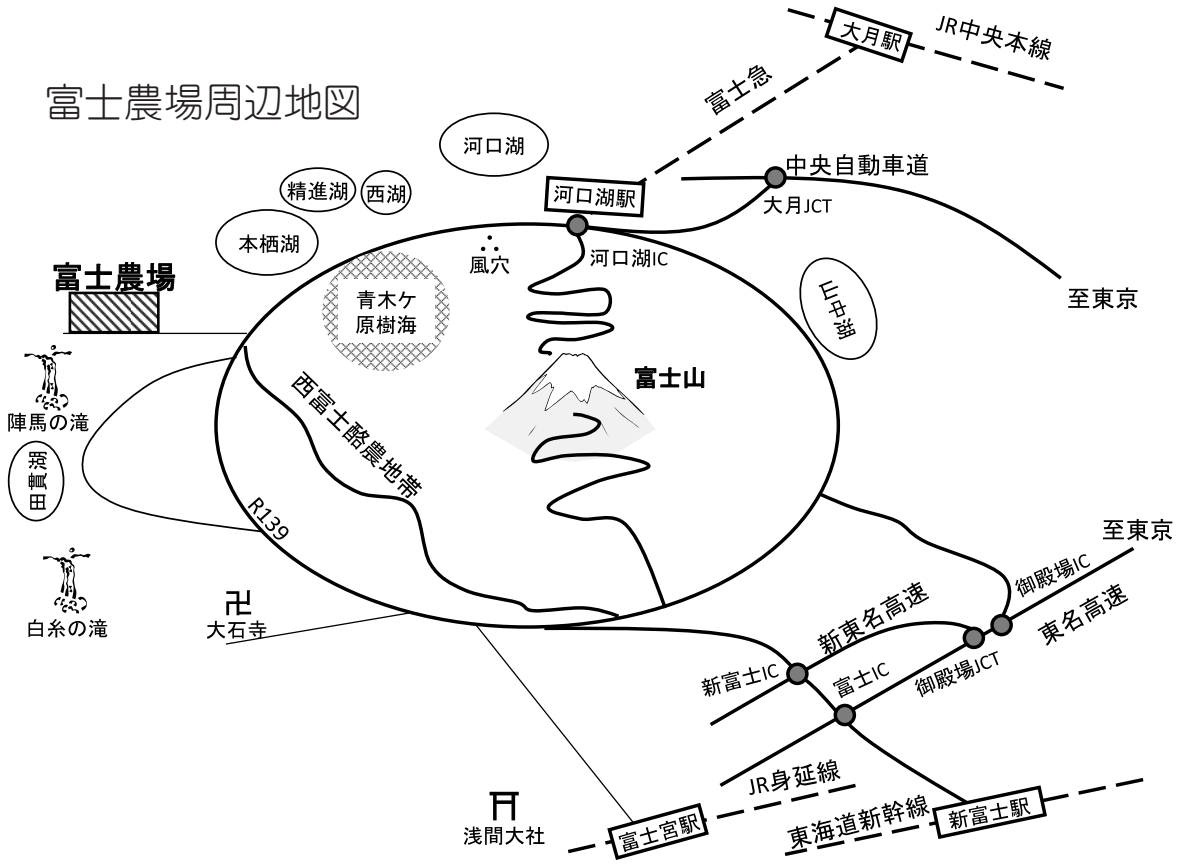 大月駅
JR中央本線
富士農場周辺地図
富士急
河口湖
中央自動車道
精進湖
西湖
河口湖駅
大月JCT
本栖湖
風穴
河口湖IC
富士農場
青木ケ
原樹海
山中湖
至東京
富士山
陣馬の滝
西富士酪農地帯
田貫湖
R139
至東京
御殿場IC
白糸の滝
大石寺
新東名高速
東名高速
新富士IC
富士IC
御殿場JCT
JR身延線
浅間大社
富士宮駅
東海道新幹線
新富士駅